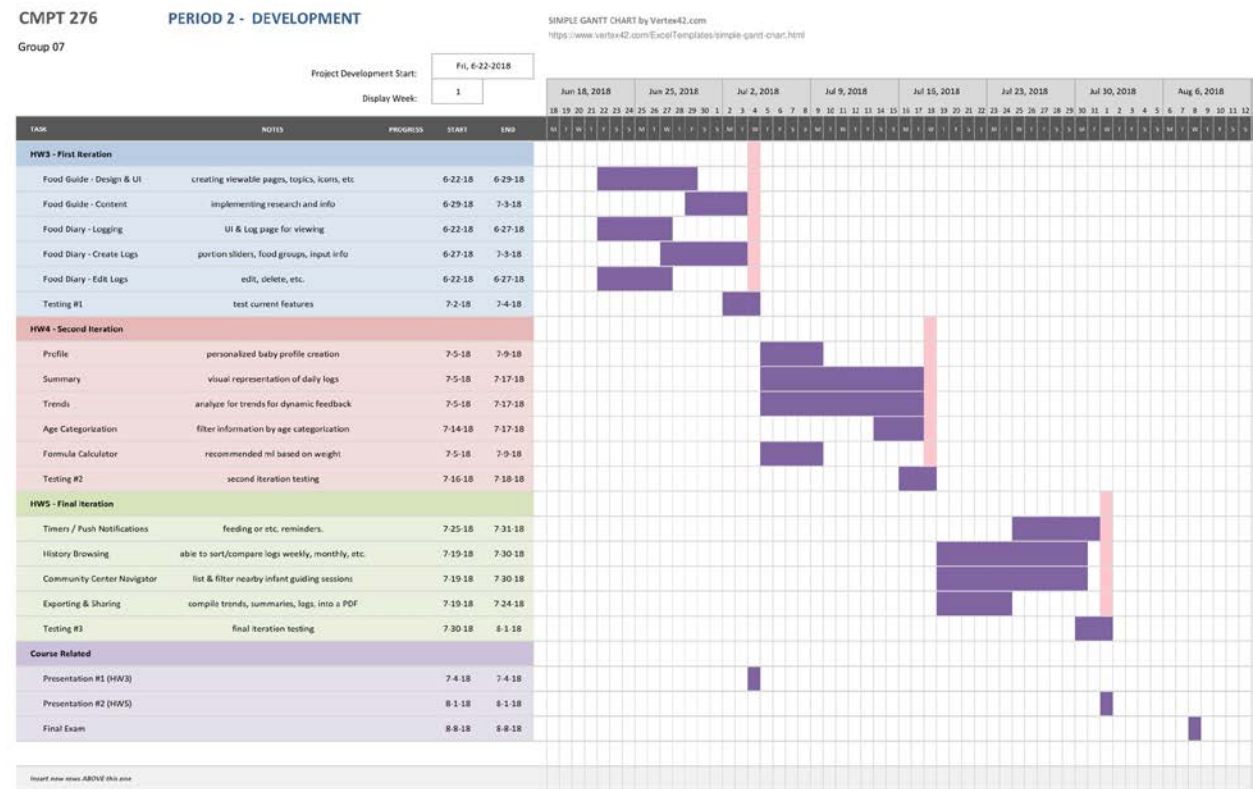 CMPT 276 PERIOD 2 - DEVELOPMENT
SIMPLE GANTT CHART by Vertex42.com
https://www.vertex42.com/ExcelTemplates/simple-gantt-chart.html
Group 07
Project Development Start: Fri, 6-22-2018
Display Week: 1
Jun 18, 2018 Jun 25, 2018 Jul 2, 2018 Jul 9, 2018 Jul 16, 2018 Jul 23, 2018 Jul 30, 2018 Aug 6, 2018
18 19 20 21 22 23 24 25 26 27 28 29 30 1 2 3 4 5 6 7 8 9 10 11 12 13 14 15 16 17 18 19 20 21 22 23 24 25 26 27 28 29 30 31 1 2 3 4 5 6 7 8 9 10 11 12
TASK NOTES PROGRESS START END M T W T F S S M T W T F S S M T W T F S S M T W T F S S M T W T F S S M T W T F S S M T W T F S S M T W T F S S
HW3 - First Iteration
Food Guide - Design & UI creating viewable pages, topics, icons, etc 6-22-18 6-29-18
Food Guide - Content implementing research and info 6-29-18 7-3-18
Food Diary - Logging UI & Log page for viewing 6-22-18 6-27-18
Food Diary - Create Logs portion sliders, food groups, input info 6-27-18 7-3-18
Food Diary - Edit Logs edit, delete, etc. 6-22-18 6-27-18
Testing #1 test current features 7-2-18 7-4-18
HW4 - Second Iteration
Profile personalized baby profile creation 7-5-18 7-9-18
Summary visual representation of daily logs 7-5-18 7-17-18
Trends analyze for trends for dynamic feedback 7-5-18 7-17-18
Age Categorization filter information by age categorization 7-14-18 7-17-18
Formula Calculator recommended ml based on weight 7-5-18 7-9-18
Testing #2 second iteration testing 7-16-18 7-18-18
HW5 - Final Iteration
Timers / Push Notifications feeding or etc. reminders. 7-25-18 7-31-18
History Browsing able to sort/compare logs weekly, monthly, etc. 7-19-18 7-30-18
Community Center Navigator list & filter nearby infant guiding sessions 7-19-18 7-30-18
Exporting & Sharing compile trends, summaries, logs, into a PDF 7-19-18 7-24-18
Testing #3 final iteration testing 7-30-18 8-1-18
Course Related
Presentation #1 (HW3) 7-4-18 7-4-18
Presentation #2 (HW5) 8-1-18 8-1-18
Final Exam 8-8-18 8-8-18
Insert new rows ABOVE this one